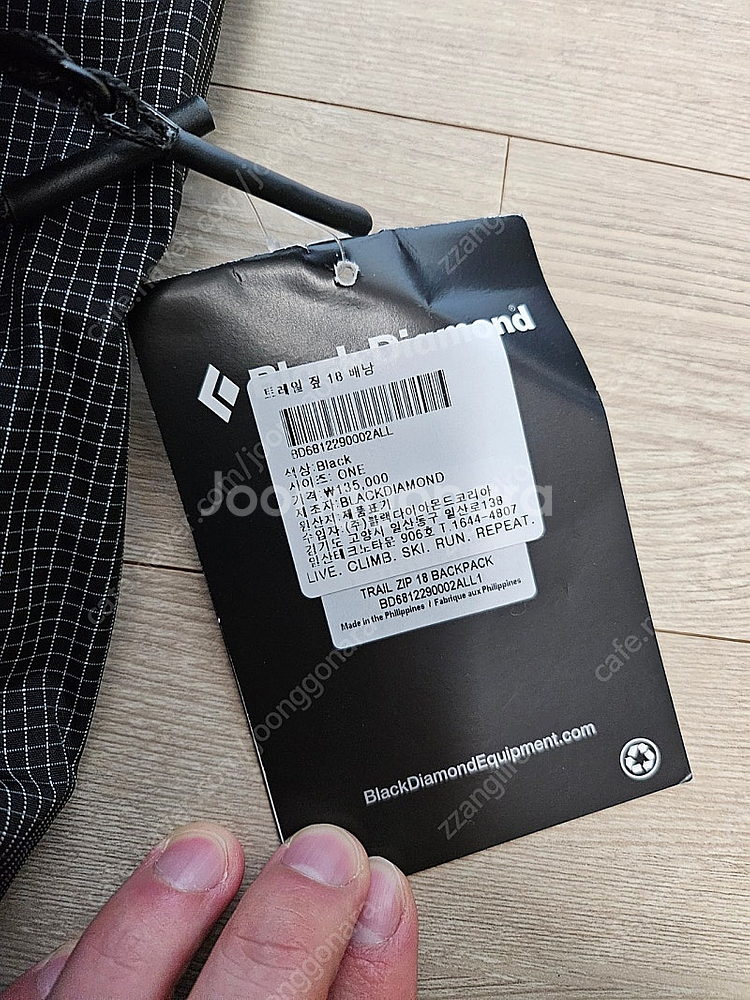 Black Diamond®
트레일 짚 18 배낭
BD6812290002ALL
색상:Black
사이즈: ONE
가격:₩135,000
제조자:BLACKDIAMOND
원산지:제품표기
수입자:(주)블랙다이아몬드코리아
경기도 고양시 일산동구 일산로138
일산테크노타운 906호 T.1644-4807
LIVE. CLIMB. SKI. RUN. REPEAT.
TRAIL ZIP 18 BACKPACK
BD6812290002ALL1
Made in the Philippines / Fabrique aux Philippines
BlackDiamondEquipment.com